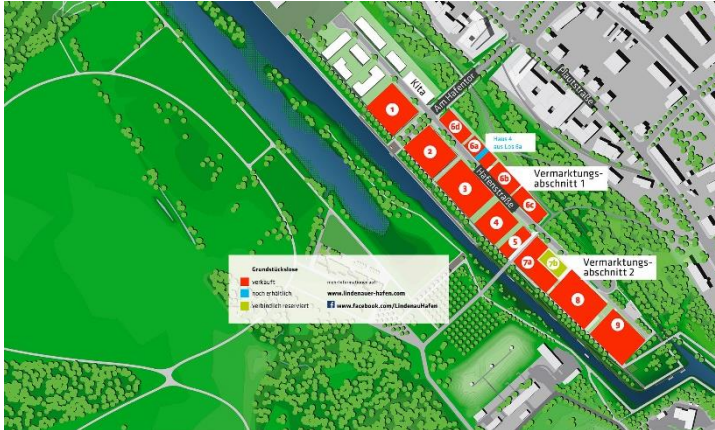 Kita
Am Hafentor
Plautstraße
1
6d
Haus 4
aus Los 6a
6a
2
6b
Vermarktungs-
abschnitt 1
Hafenstraße
3
6c
4
5
7b
Vermarktungs-
abschnitt 2
7a
8
9
Grundstückslose
verkauft
noch erhältlich
www.lindenauer-hafen.com
verbindlich reserviert
www.facebook.com/LindenauHafen